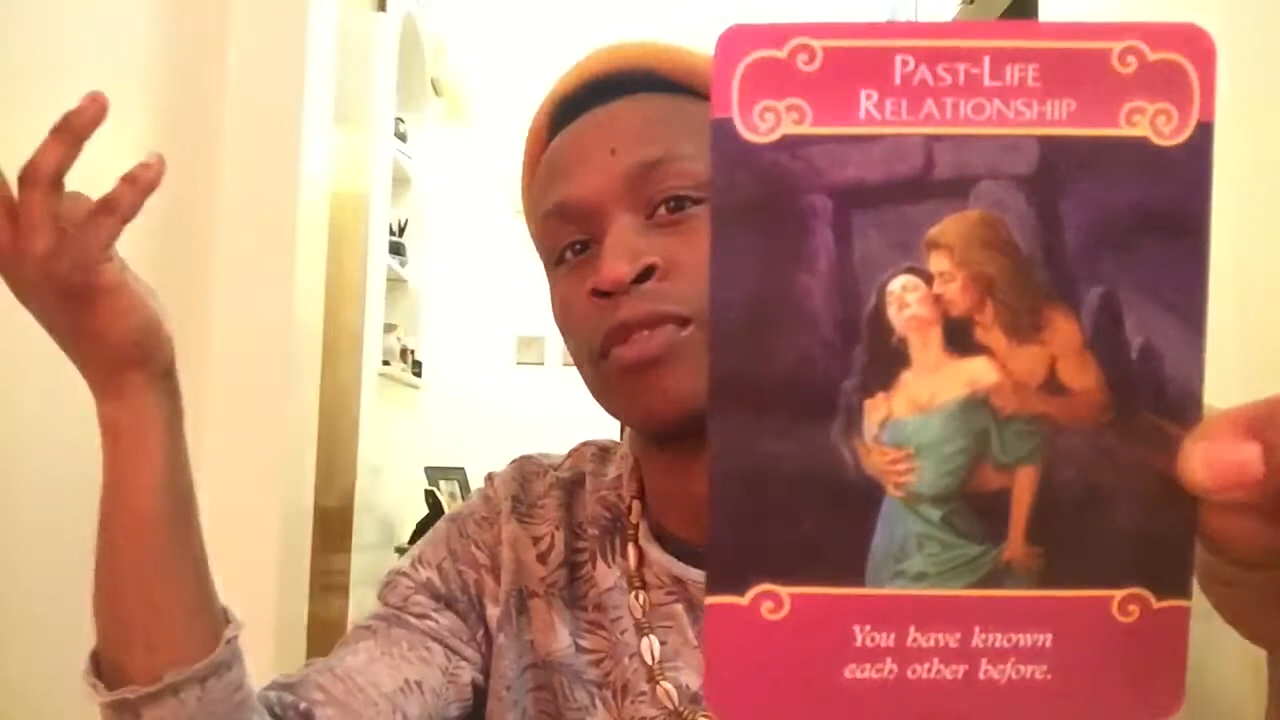 PAST-LIFE
RELATIONSHIP
You have known
each other before.